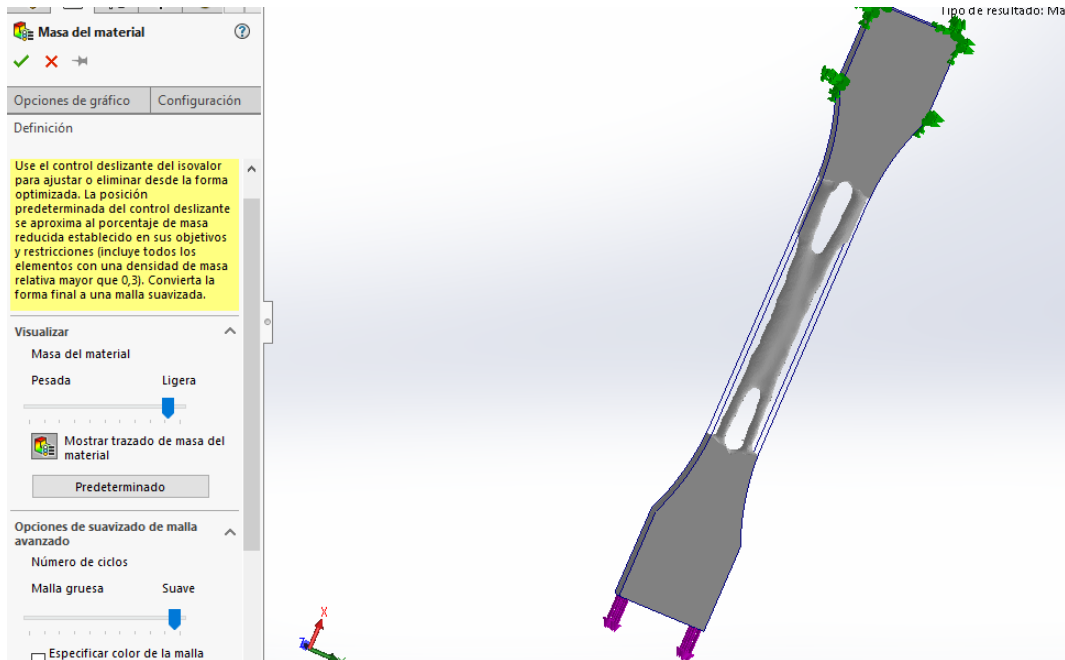 Tipo de resultado: Ma
Masa del material
?
Opciones de gráfico
Configuración
Definición
Use el control deslizante del isovalor
para ajustar o eliminar desde la forma
optimizada. La posición
predeterminada del control deslizante
se aproxima al porcentaje de masa
reducida establecido en sus objetivos
y restricciones (incluye todos los
elementos con una densidad de masa
relativa mayor que 0,3). Convierta la
forma final a una malla suavizada.
Visualizar
Masa del material
Pesada Ligera
Mostrar trazado de masa del
material
Predeterminado
Opciones de suavizado de malla
avanzado
Número de ciclos
Malla gruesa Suave
Especificar color de la malla
X
Z